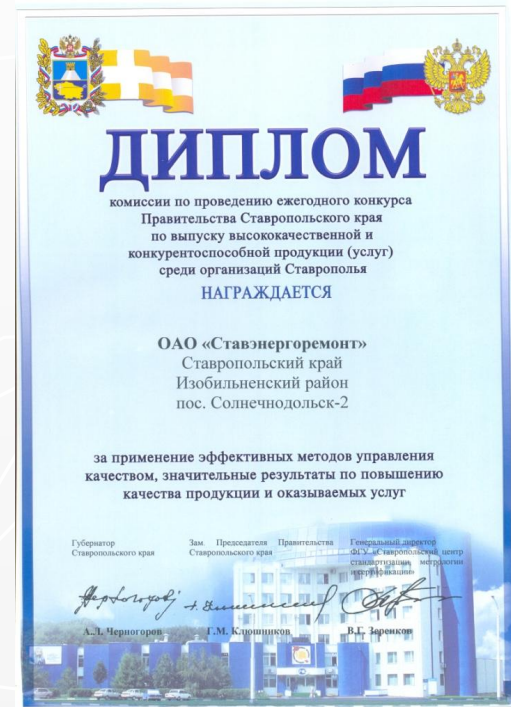 ДИПЛОМ
комиссии по проведению ежегодного конкурса
Правительства Ставропольского края
по выпуску высококачественной и
конкурентоспособной продукции (услуг)
среди организаций Ставрополья
НАГРАЖДАЕТСЯ
ОАО «Ставэнергоремонт»
Ставропольский край
Изобильненский район
пос. Солнечнодольск-2
за применение эффективных методов управления
качеством, значительные результаты по повышению
качества продукции и оказываемых услуг
Губернатор
Ставропольского края
Зам. Председателя Правительства
Ставропольского края
Генеральный директор
ФГУ «Ставропольский центр
стандартизации, метрологии
и сертификации»
А.Л. Черногоров
Г.М. Клюшников
В.Г. Зеренков